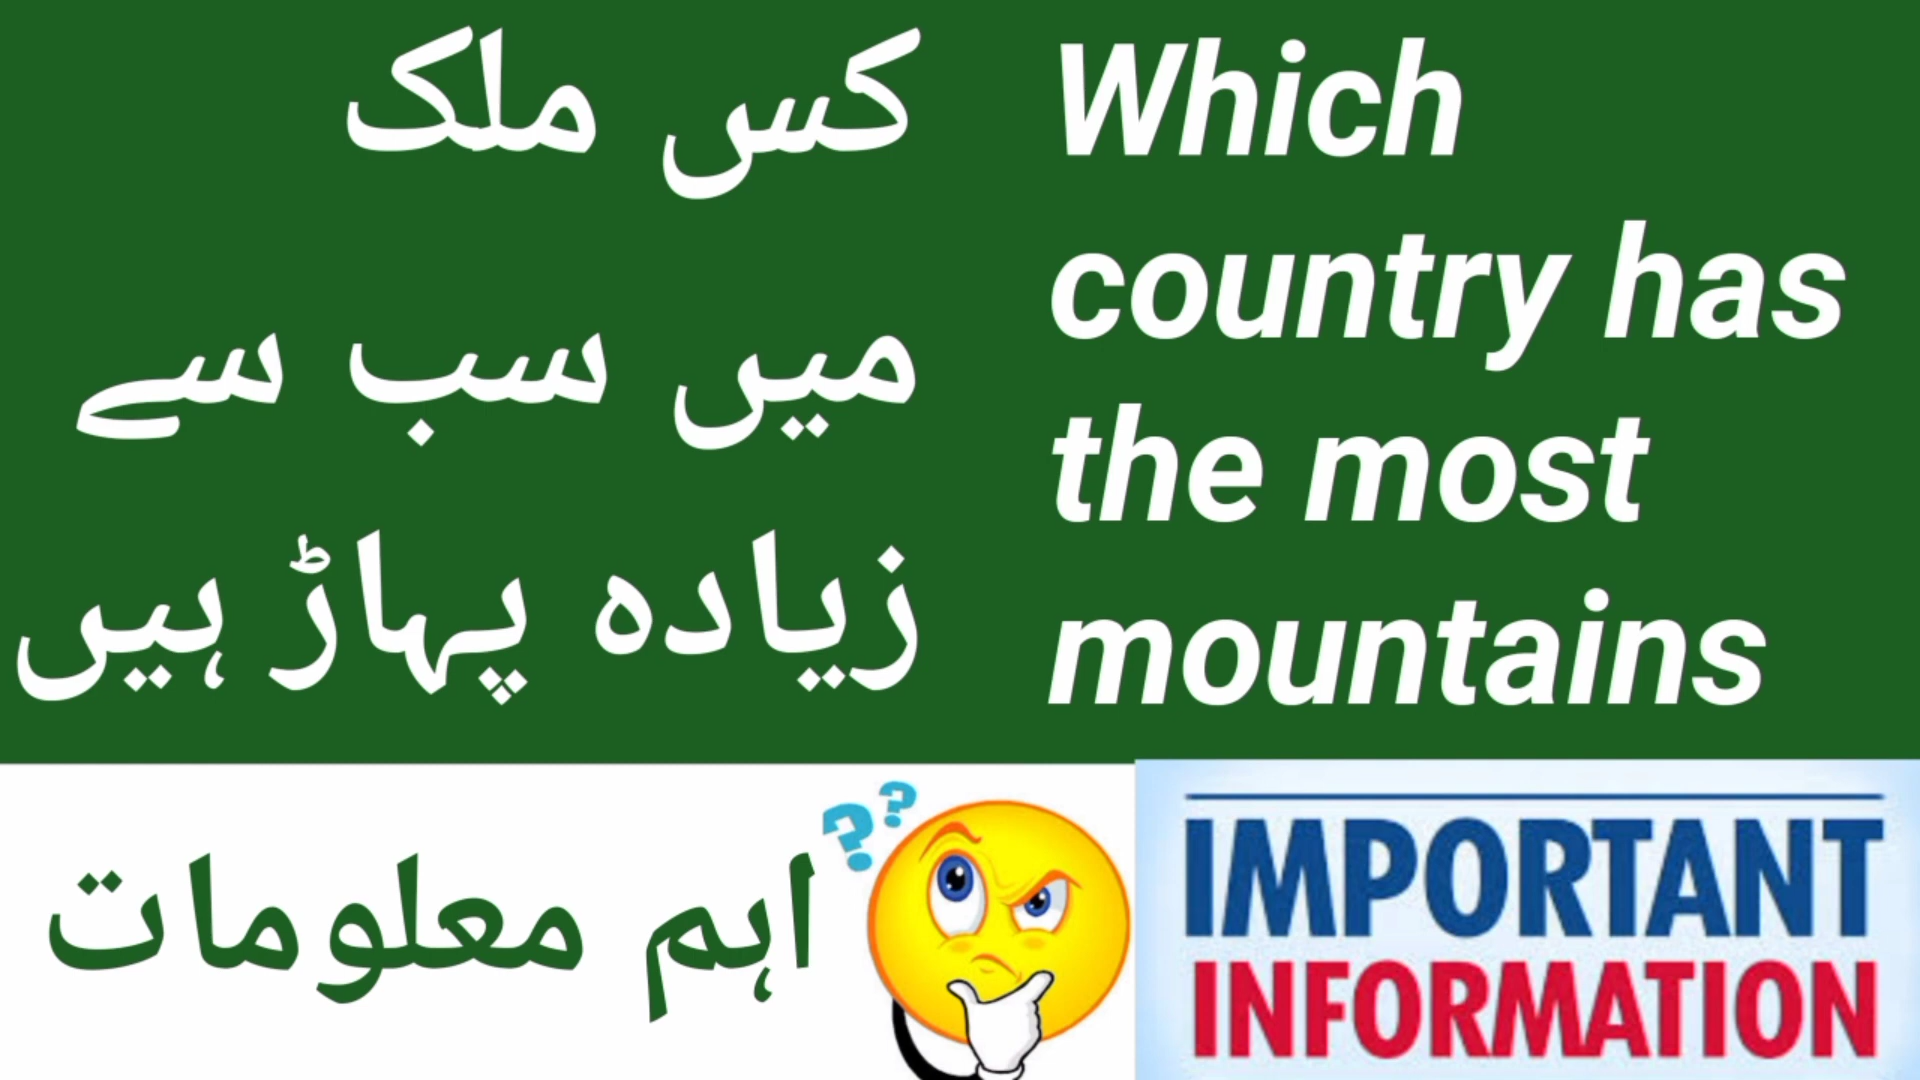 کس ملک
میں سب سے
زیادہ پہاڑ ہیں
Which
country has
the most
mountains
اہم معلومات
??
IMPORTANT
INFORMATION